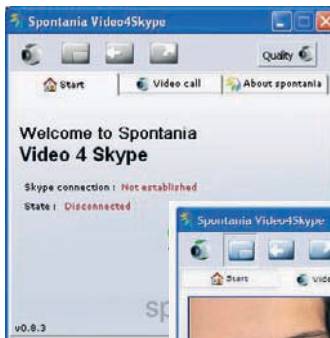 Spontania Video4Skype
Quality
Start
Video call
About spontania
Welcome to Spontania
Video 4 Skype
Skype connection : Not established
State : Disconnected
v0.8.3
Spontania Video4Skype
Start